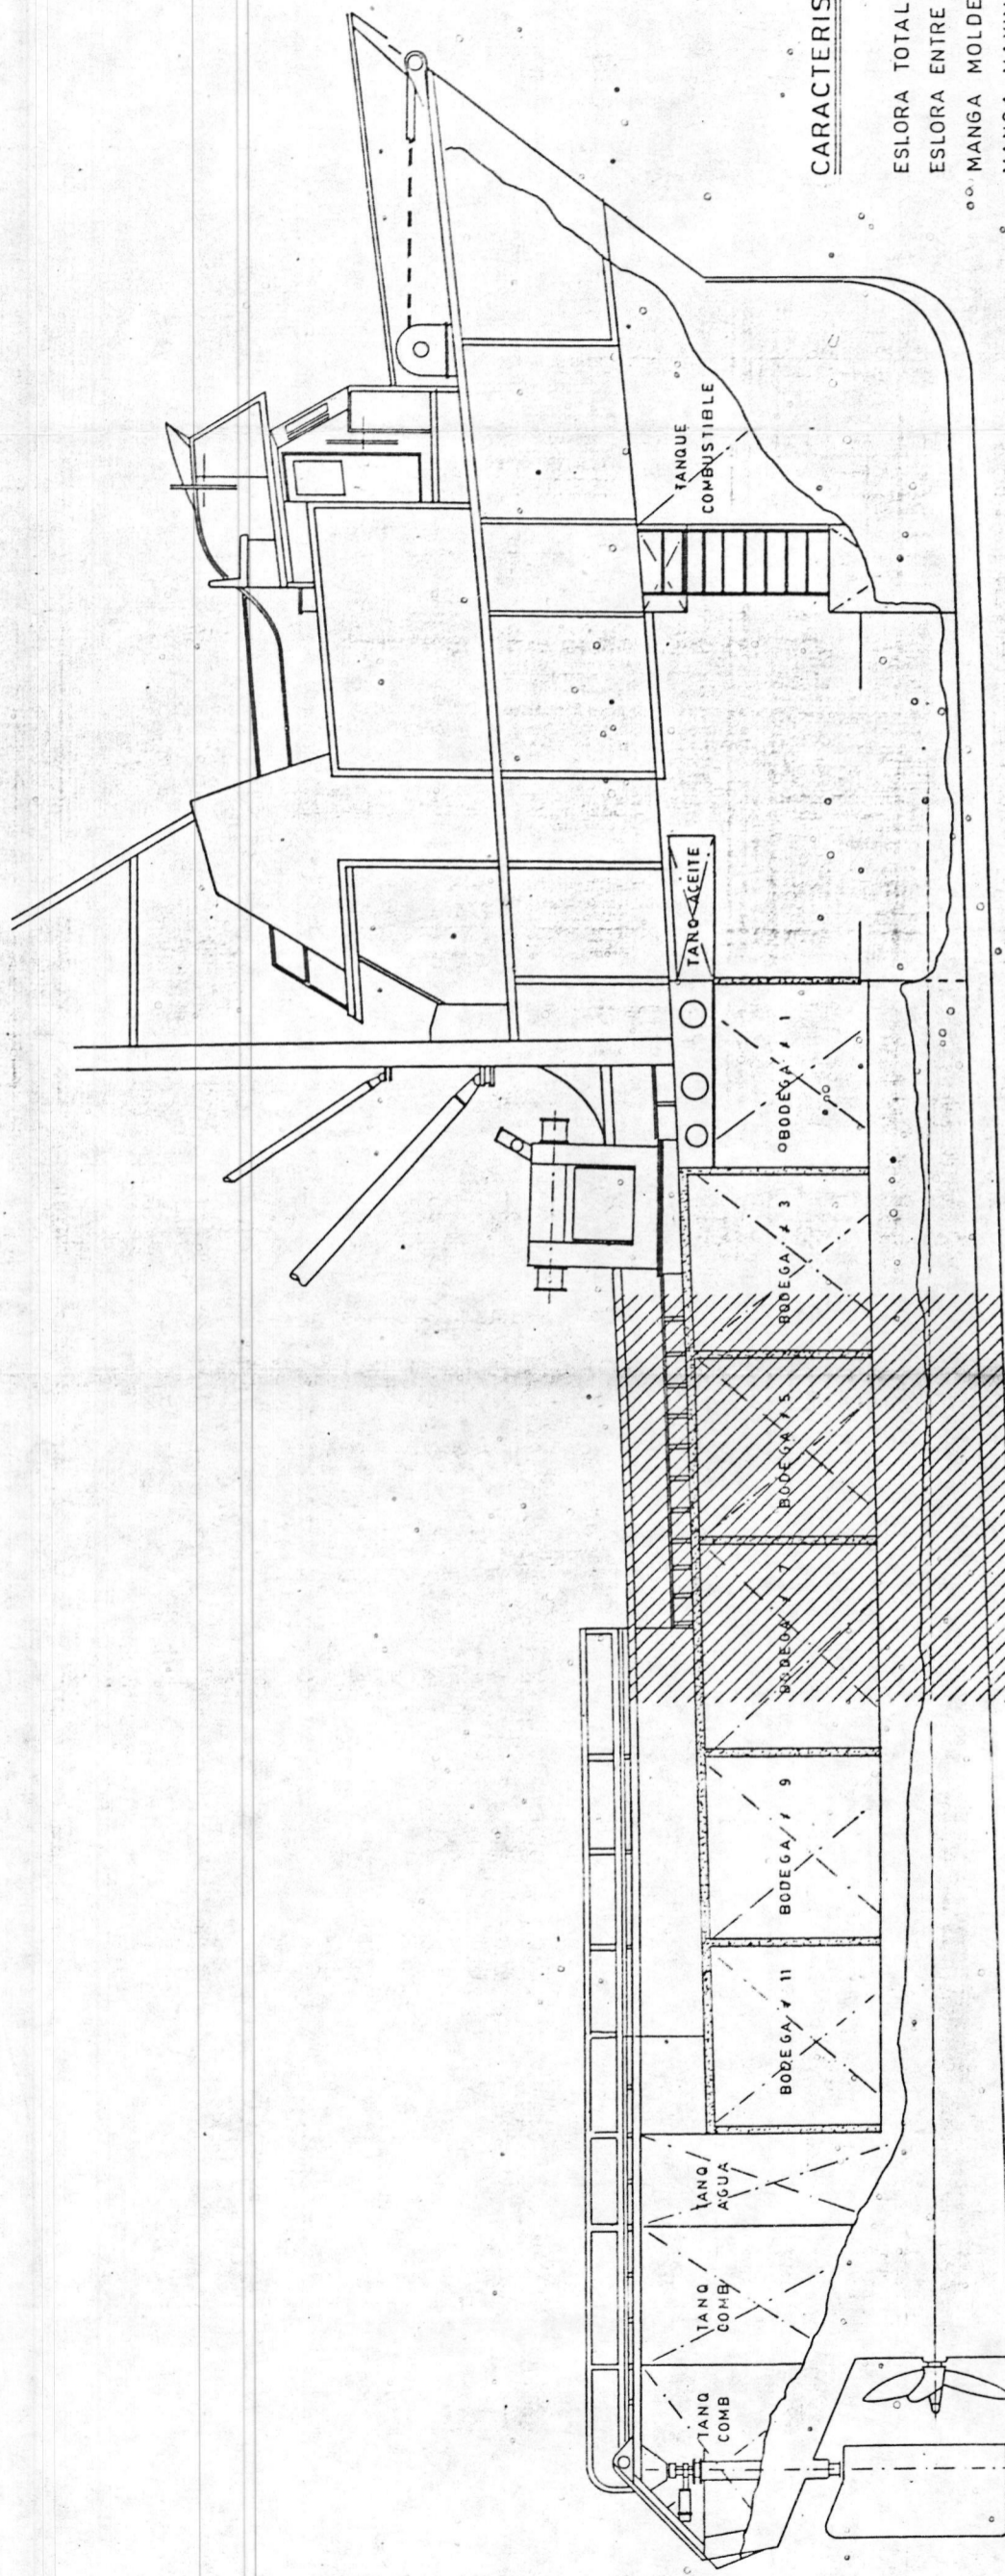 CARACTERIS
ESLORA TOTAL
ESLORA ENTRE
MANGA MOLDE
TANQUE
COMBUSTIBLE
TANQ ACEITE
BODEGA # 1
BODEGA # 3
BODEGA # 5
BODEGA # 7
BODEGA # 9
BODEGA # 11
TANQ
AGUA
TANQ
COMB
TANQ
COMB